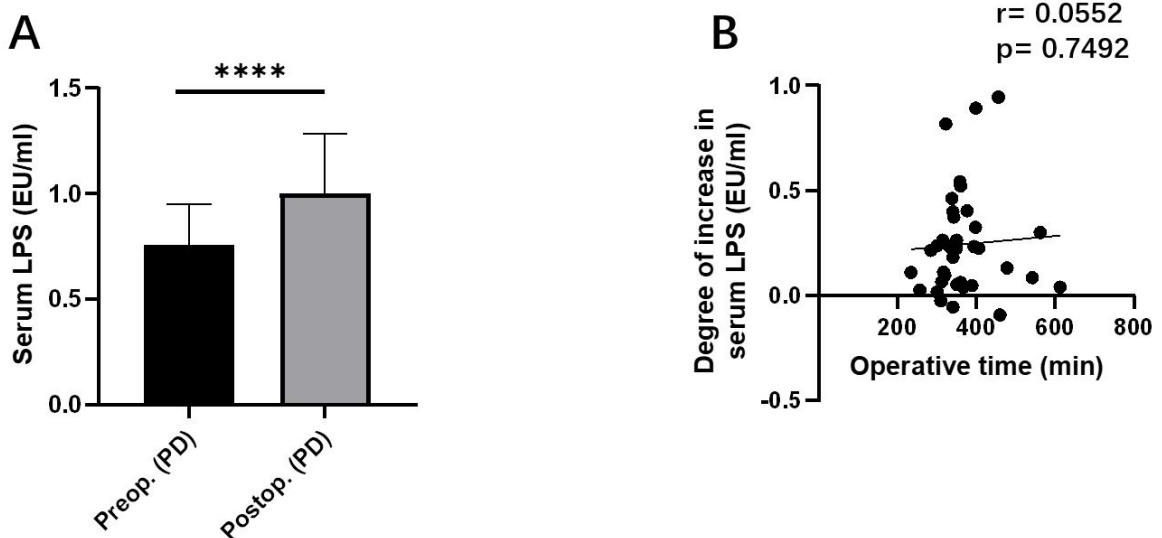 A
****
1.5
1.0
0.5
0.0
Serum LPS (EU/ml)
Preop. (PD)
Postop. (PD)
B
r= 0.0552
p= 0.7492
1.0
0.5
0.0
-0.5
Degree of increase in
serum LPS (EU/ml)
200 400 600 800
Operative time (min)